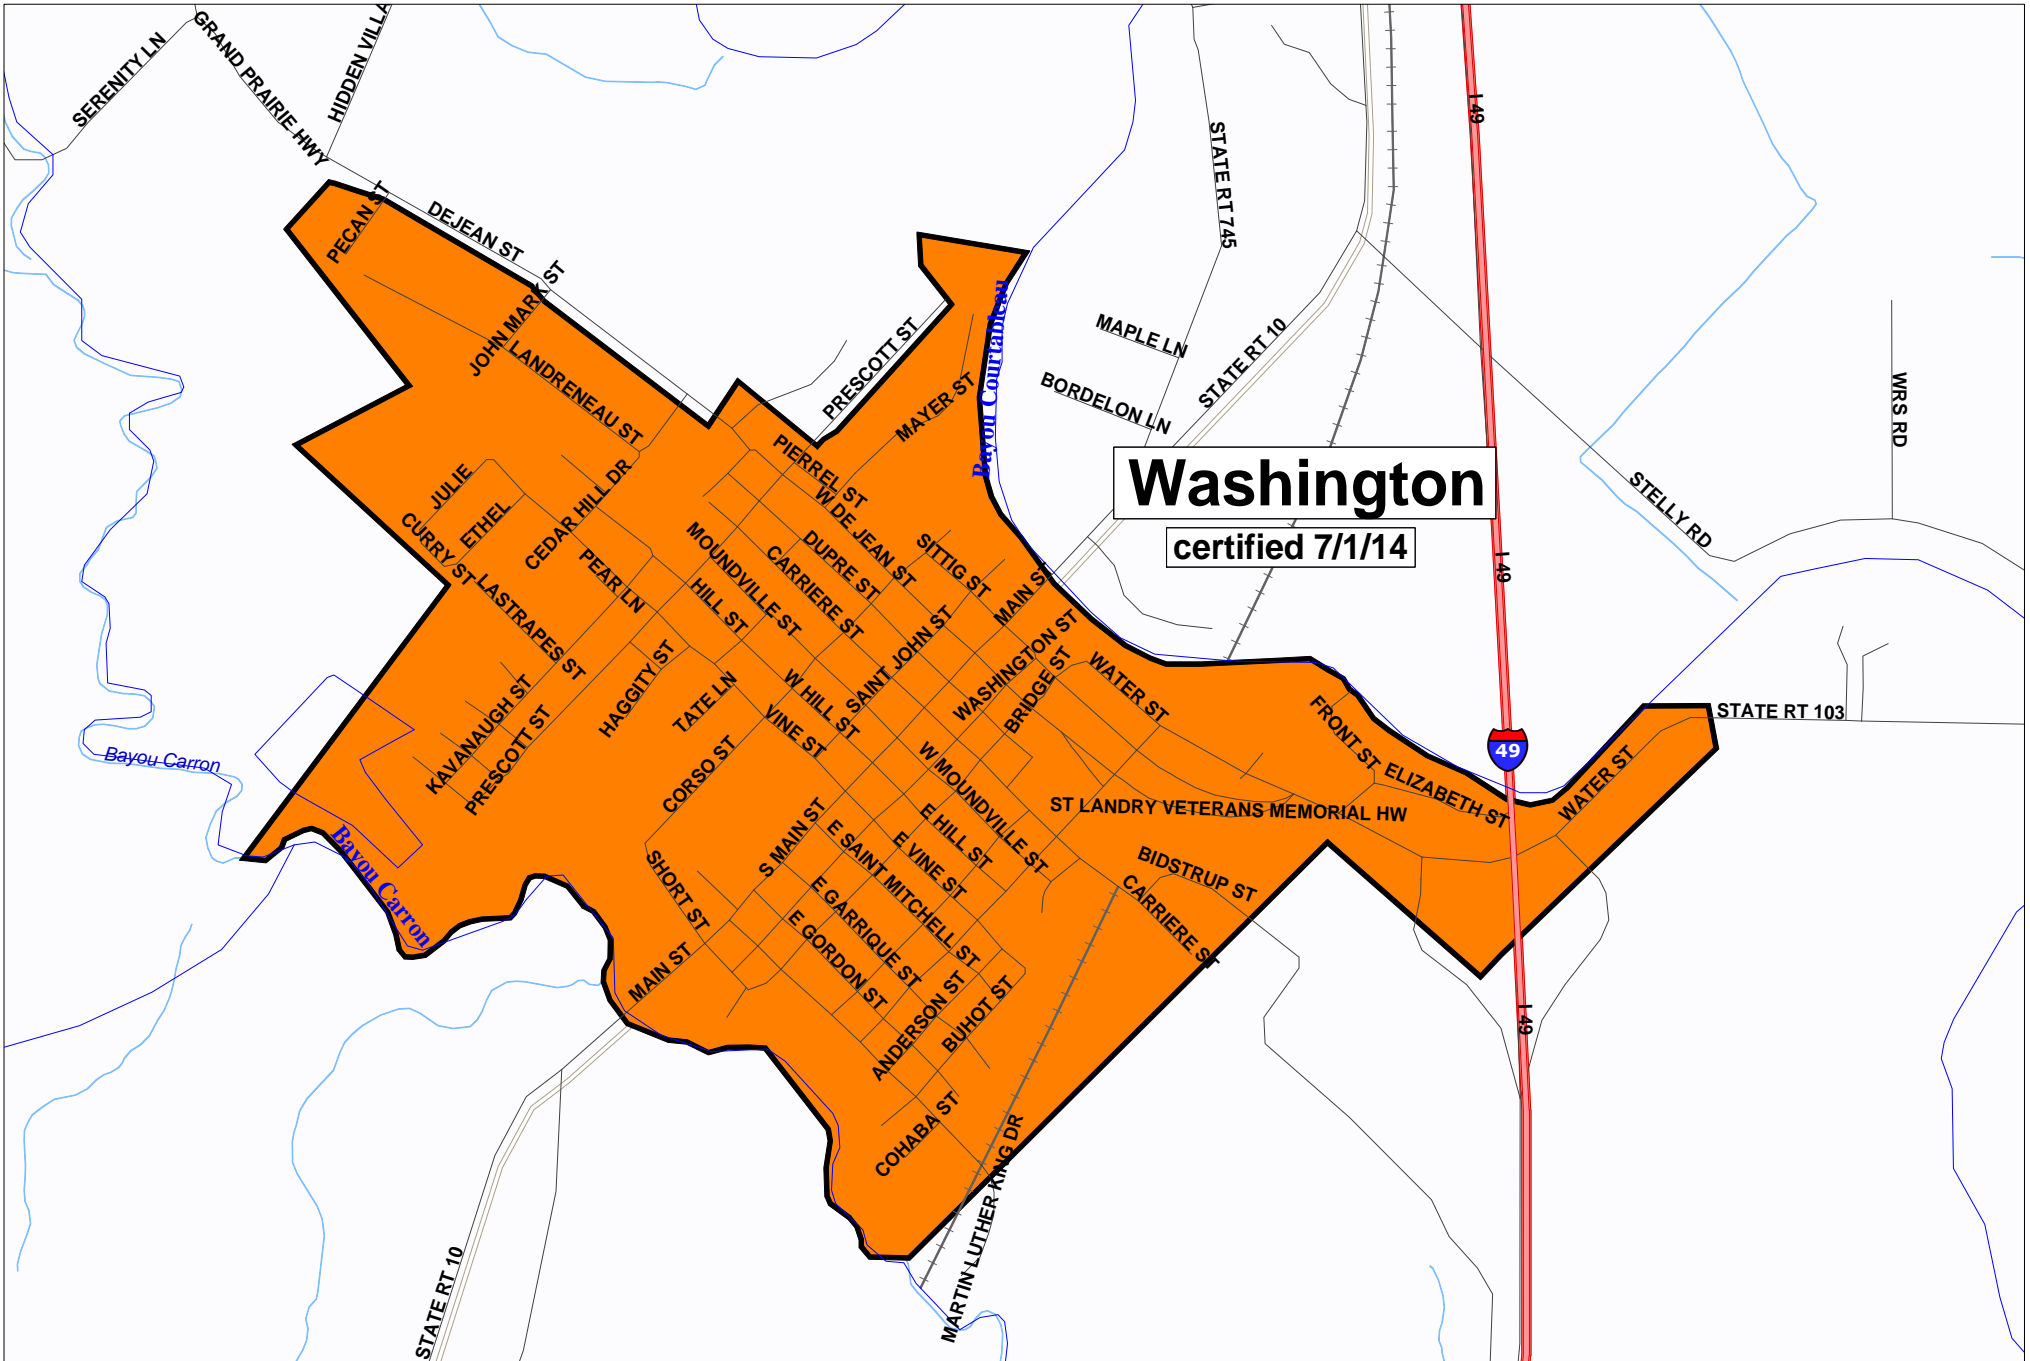 SERENITY LN
GRAND PRAIRIE HWY
HIDDEN VILLA
I 49
STATE RT 745
PECAN ST
DEJEAN ST
JOHN MARK ST
LANDRENEAU ST
PRESCOTT ST
MAYER ST
Bayou Courtableau
MAPLE LN
BORDELON LN
STATE RT 10
WRS RD
STELLY RD
Washington
certified 7/1/14
I 49
JULIE
ETHEL
CURRY ST
CEDAR HILL DR
LASTRAPES ST
PEAR LN
PIERREL ST
W DE JEAN ST
DUPRE ST
CARRIERE ST
MOUNDVILLE ST
HILL ST
SITTIG ST
MAIN ST
SAINT JOHN ST
WASHINGTON ST
BRIDGE ST
WATER ST
HAGGITY ST
TATE LN
W HILL ST
VINE ST
KAVANAUGH ST
PRESCOTT ST
CORSO ST
Bayou Carron
Bayou Carron
FRONT ST
ELIZABETH ST
49
WATER ST
STATE RT 103
ST LANDRY VETERANS MEMORIAL HW
W MOUNDVILLE ST
E HILL ST
E VINE ST
S MAIN ST
E SAINT MITCHELL ST
E GARRIQUE ST
E GORDON ST
SHORT ST
MAIN ST
BIDSTRUP ST
CARRIERE ST
ANDERSON ST
BUHOT ST
COHABA ST
I 49
MARTIN LUTHER KING DR
STATE RT 10